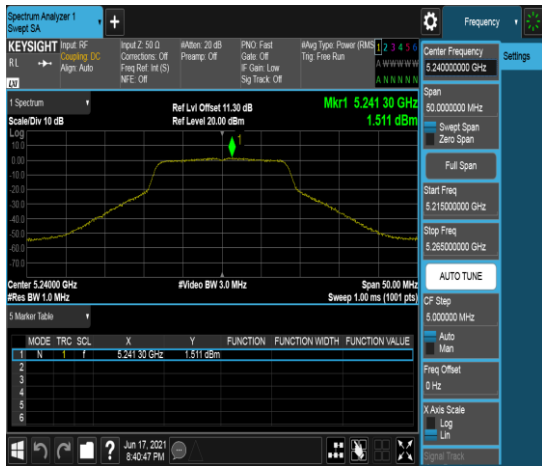 Spectrum Analyzer 1
Swept SA
+
Frequency
KEYSIGHT
RL
LXI
Input: RF
Coupling: DC
Align: Auto
Input Z: 50 Ω
Corrections: Off
Freq Ref: Int (S)
NFE: Off
#Atten: 20 dB
Preamp: Off
PNO: Fast
Gate: Off
IF Gain: Low
Sig Track: Off
#Avg Type: Power (RMS
Trig: Free Run
1 2 3 4 5 6
A W W W W W
A N N N N N
1 Spectrum
Scale/Div 10 dB
Ref Lvl Offset 11.30 dB
Ref Level 20.00 dBm
Mkr1 5.241 30 GHz
1.511 dBm
Log
10.0
0.00
-10.0
-20.0
-30.0
-40.0
-50.0
-60.0
-70.0
1
Center 5.24000 GHz
#Res BW 1.0 MHz
#Video BW 3.0 MHz
Span 50.00 MHz
Sweep 1.00 ms (1001 pts)
5 Marker Table
MODE TRC SCL X Y FUNCTION FUNCTION WIDTH FUNCTION VALUE
1 N 1 f 5.241 30 GHz 1.511 dBm
2
3
4
5
6
Jun 17, 2021
8:40:47 PM
Center Frequency
5.240000000 GHz
Settings
Span
50.0000000 MHz
Swept Span
Zero Span
Full Span
Start Freq
5.215000000 GHz
Stop Freq
5.265000000 GHz
AUTO TUNE
CF Step
5.000000 MHz
Auto
Man
Freq Offset
0 Hz
X Axis Scale
Log
Lin
Signal Track